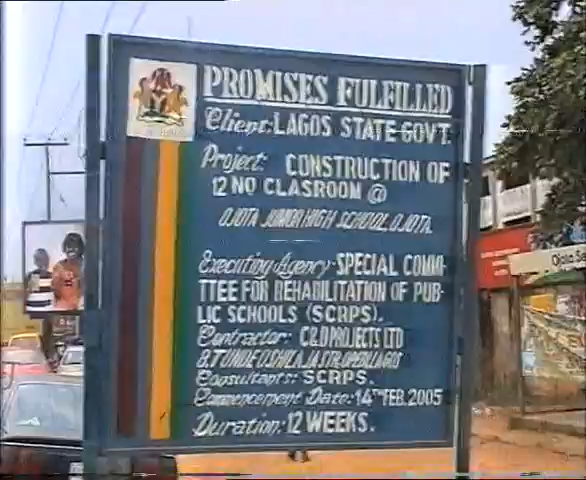 PROMISES FULFILLED
Client: LAGOS STATE GOVT.
Project: CONSTRUCTION OF
12 NO CLASROOM @
OJOTA JUNIOR HIGH SCHOOL, OJOTA.
Executing Agency: SPECIAL COMMI-
TTEE FOR REHABILITATION OF PUB-
LIC SCHOOLS (SCRPS).
Contractor: C&D PROJECTS LTD
Consultants: SCRPS.
Commencement Date: 14TH FEB. 2005
Duration: 12 WEEKS.
Ojota Se